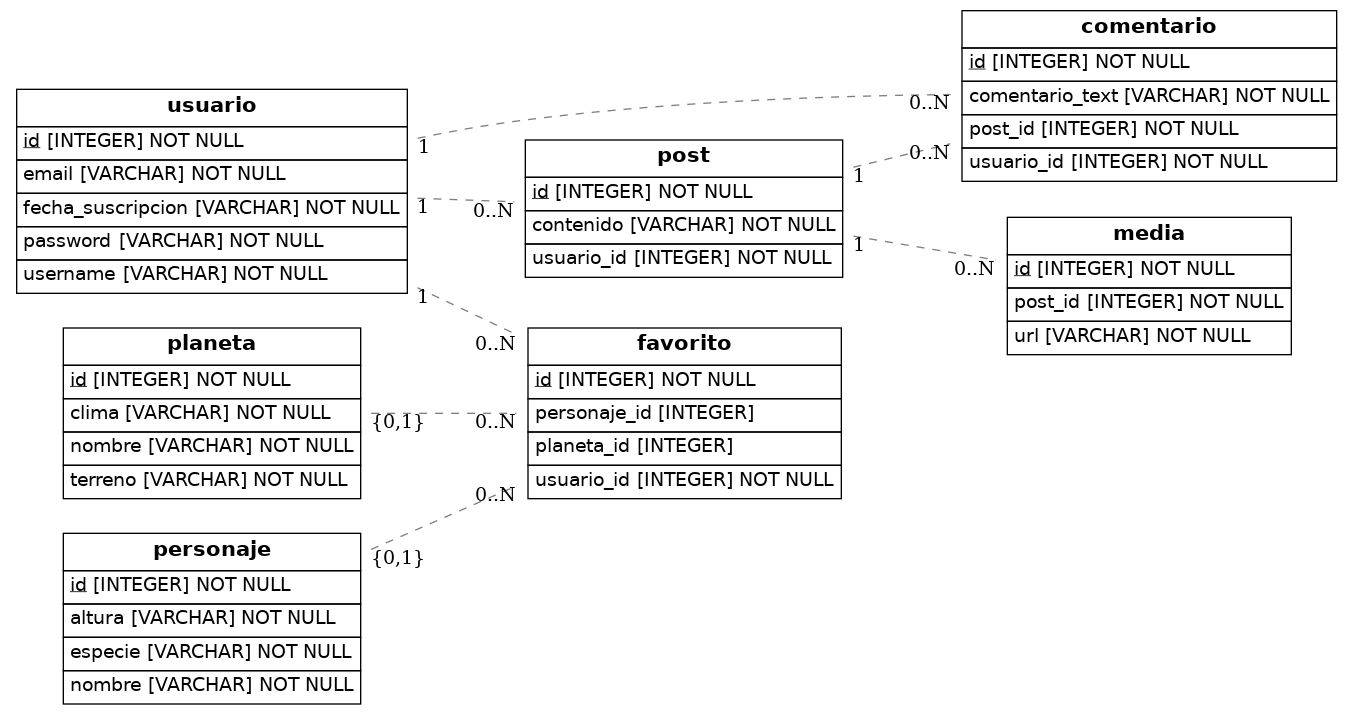 comentario
id [INTEGER] NOT NULL
comentario_text [VARCHAR] NOT NULL
post_id [INTEGER] NOT NULL
usuario_id [INTEGER] NOT NULL
usuario
id [INTEGER] NOT NULL
email [VARCHAR] NOT NULL
fecha_suscripcion [VARCHAR] NOT NULL
password [VARCHAR] NOT NULL
username [VARCHAR] NOT NULL
1
0..N
1
0..N
1
0..N
post
id [INTEGER] NOT NULL
contenido [VARCHAR] NOT NULL
usuario_id [INTEGER] NOT NULL
1
0..N
1
0..N
media
id [INTEGER] NOT NULL
post_id [INTEGER] NOT NULL
url [VARCHAR] NOT NULL
planeta
id [INTEGER] NOT NULL
clima [VARCHAR] NOT NULL
nombre [VARCHAR] NOT NULL
terreno [VARCHAR] NOT NULL
{0,1}
0..N
favorito
id [INTEGER] NOT NULL
personaje_id [INTEGER]
planeta_id [INTEGER]
usuario_id [INTEGER] NOT NULL
0..N
{0,1}
personaje
id [INTEGER] NOT NULL
altura [VARCHAR] NOT NULL
especie [VARCHAR] NOT NULL
nombre [VARCHAR] NOT NULL